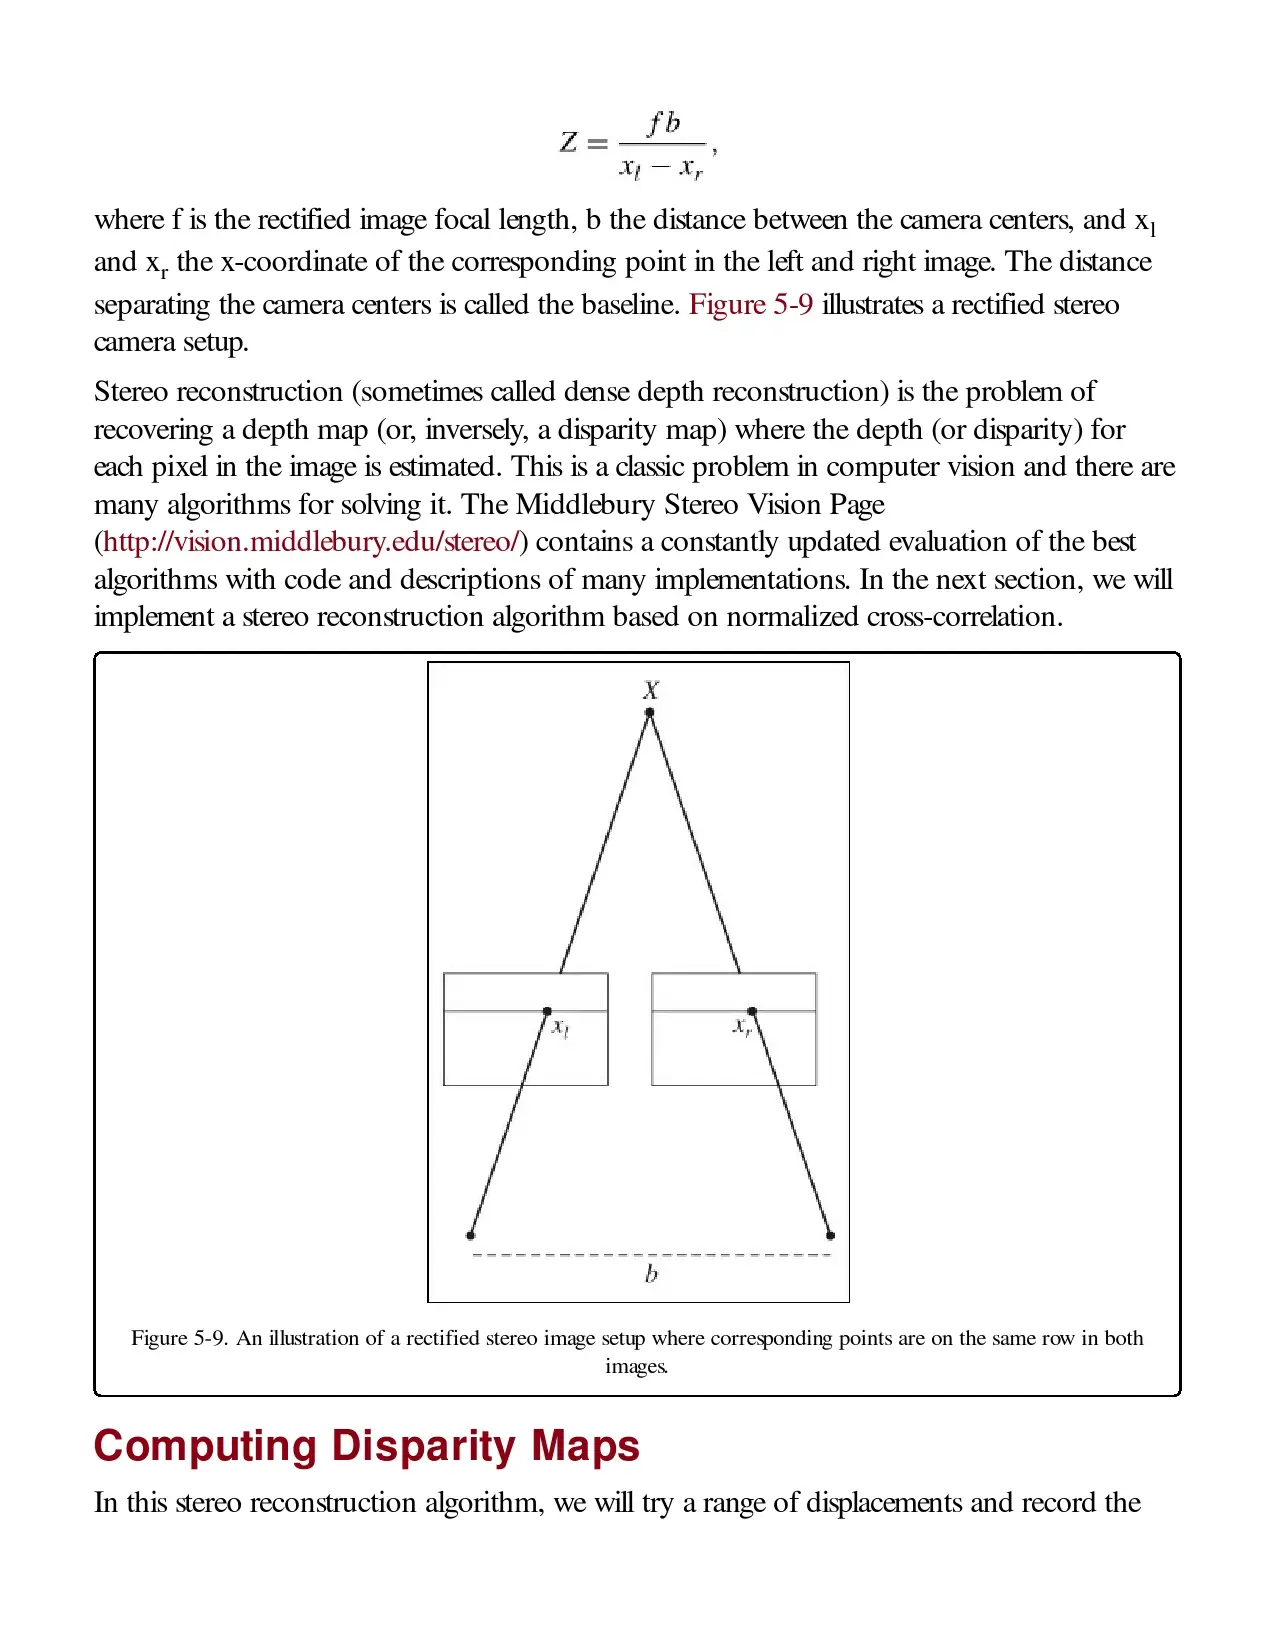 Z = fb / (x_l − x_r),
where f is the rectified image focal length, b the distance between the camera centers, and x_l
and x_r the x-coordinate of the corresponding point in the left and right image. The distance
separating the camera centers is called the baseline. Figure 5-9 illustrates a rectified stereo
camera setup.
Stereo reconstruction (sometimes called dense depth reconstruction) is the problem of
recovering a depth map (or, inversely, a disparity map) where the depth (or disparity) for
each pixel in the image is estimated. This is a classic problem in computer vision and there are
many algorithms for solving it. The Middlebury Stereo Vision Page
(http://vision.middlebury.edu/stereo/) contains a constantly updated evaluation of the best
algorithms with code and descriptions of many implementations. In the next section, we will
implement a stereo reconstruction algorithm based on normalized cross-correlation.
X
x_l x_r
b
Figure 5-9. An illustration of a rectified stereo image setup where corresponding points are on the same row in both
images.
Computing Disparity Maps
In this stereo reconstruction algorithm, we will try a range of displacements and record the